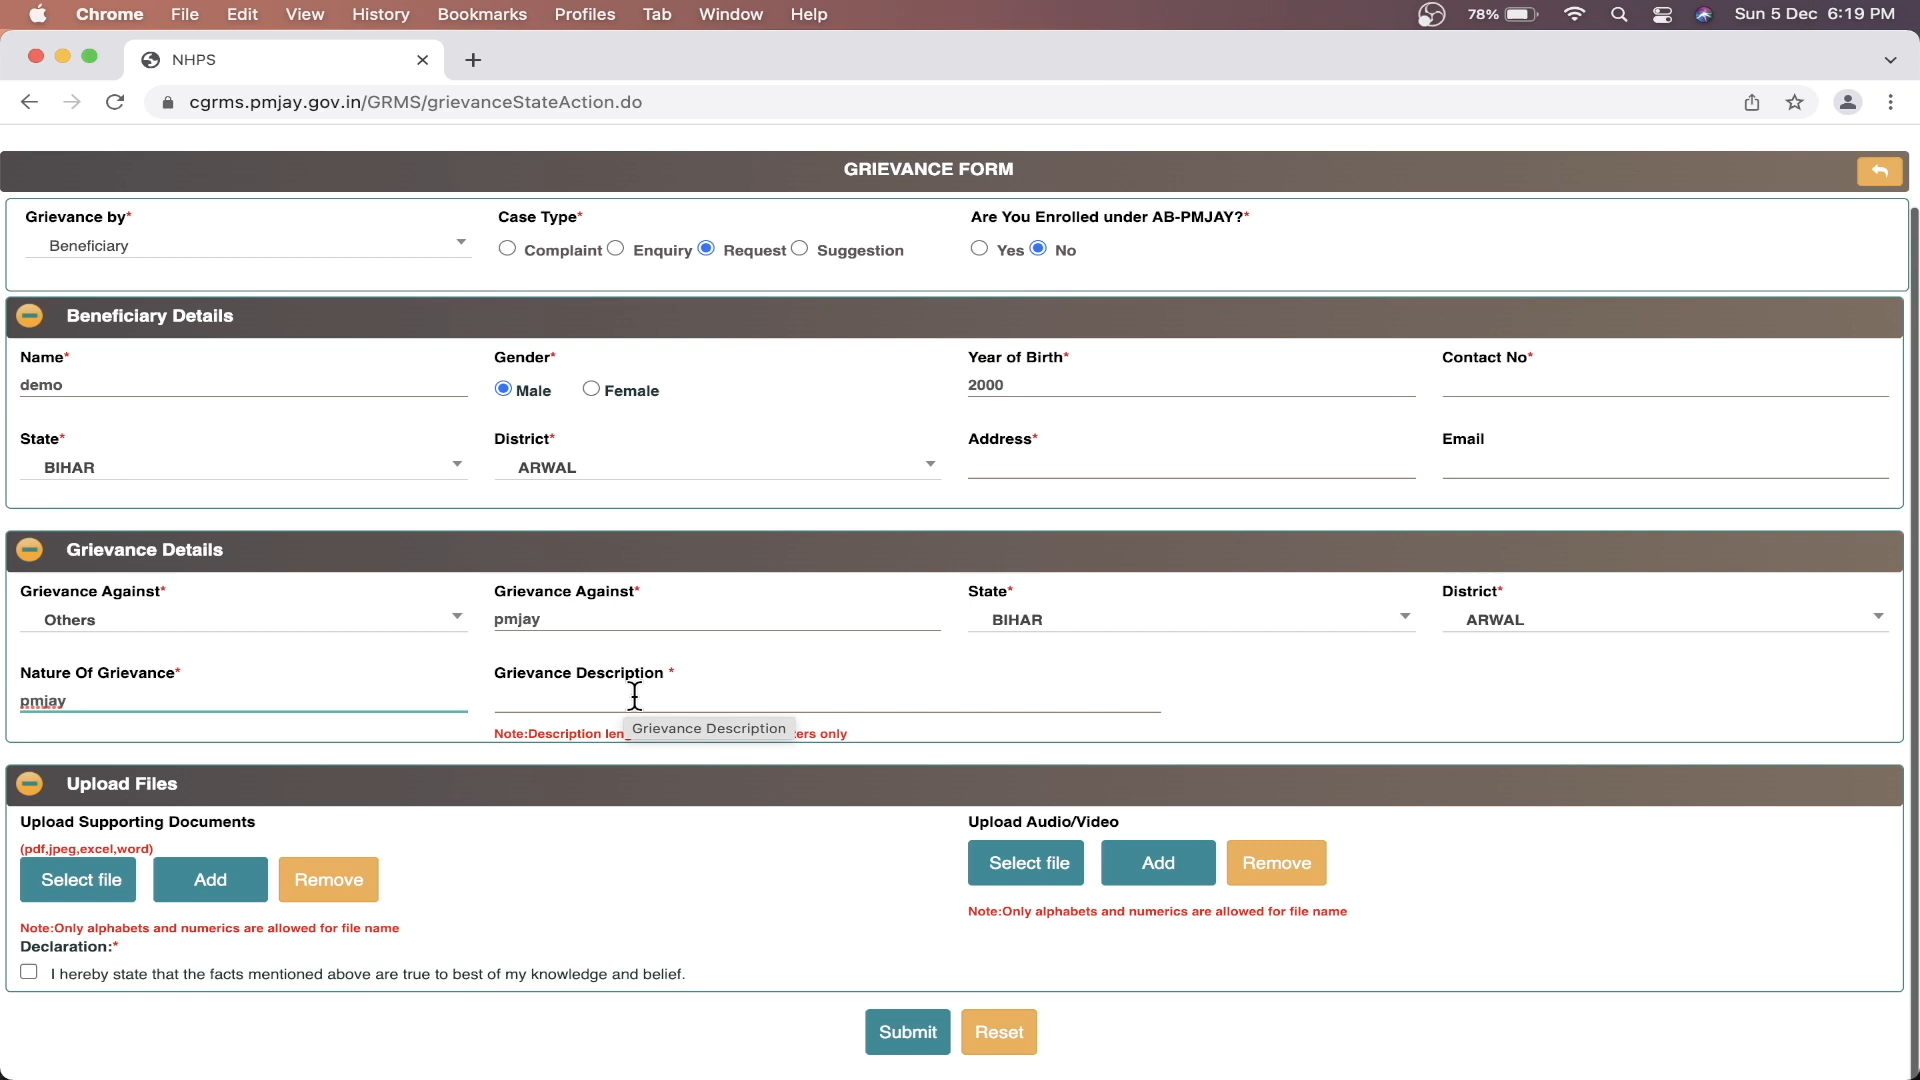 Chrome File Edit View History Bookmarks Profiles Tab Window Help 78% Sun 5 Dec 6:19 PM
NHPS
cgrms.pmjay.gov.in/GRMS/grievanceStateAction.do
GRIEVANCE FORM
Grievance by* Case Type* Are You Enrolled under AB-PMJAY?*
Beneficiary Complaint Enquiry Request Suggestion Yes No
Beneficiary Details
Name* Gender* Year of Birth* Contact No*
demo Male Female 2000
State* District* Address* Email
BIHAR ARWAL
Grievance Details
Grievance Against* Grievance Against* State* District*
Others pmjay BIHAR ARWAL
Nature Of Grievance* Grievance Description *
pmjay
Grievance Description
Note:Description only
Upload Files
Upload Supporting Documents Upload Audio/Video
(pdf,jpeg,excel,word)
Select file Add Remove Select file Add Remove
Note:Only alphabets and numerics are allowed for file name Note:Only alphabets and numerics are allowed for file name
Declaration:*
I hereby state that the facts mentioned above are true to best of my knowledge and belief.
Submit Reset